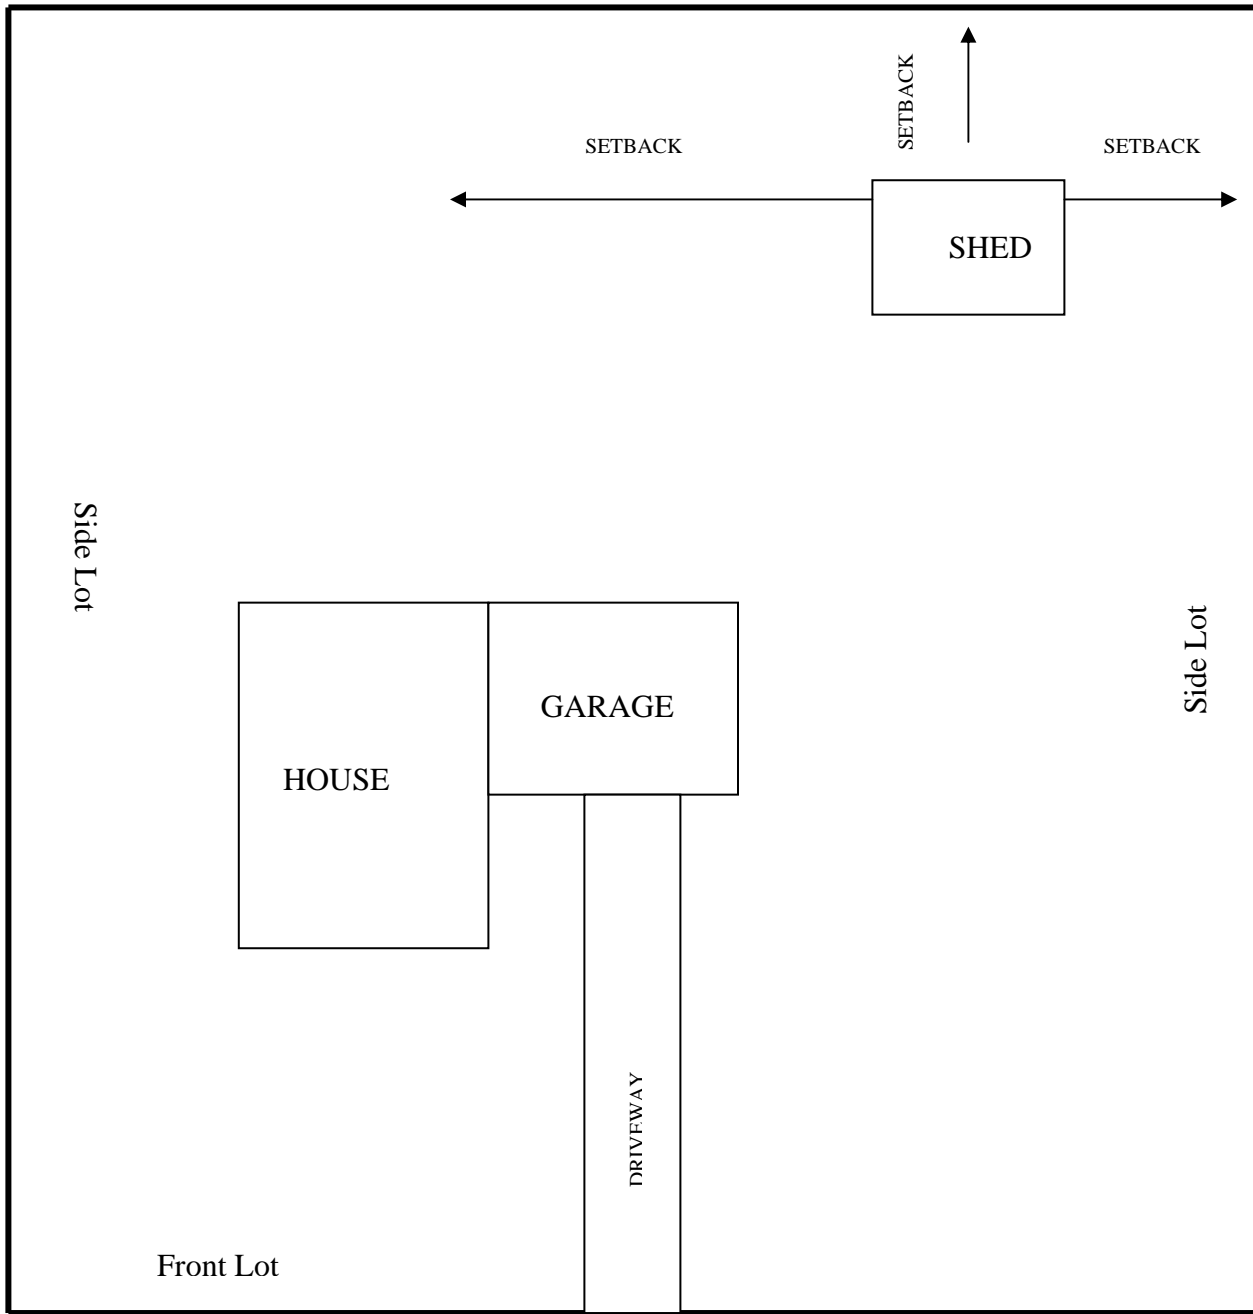 SETBACK
SETBACK
SETBACK
SHED
Side Lot
Side Lot
GARAGE
HOUSE
DRIVEWAY
Front Lot